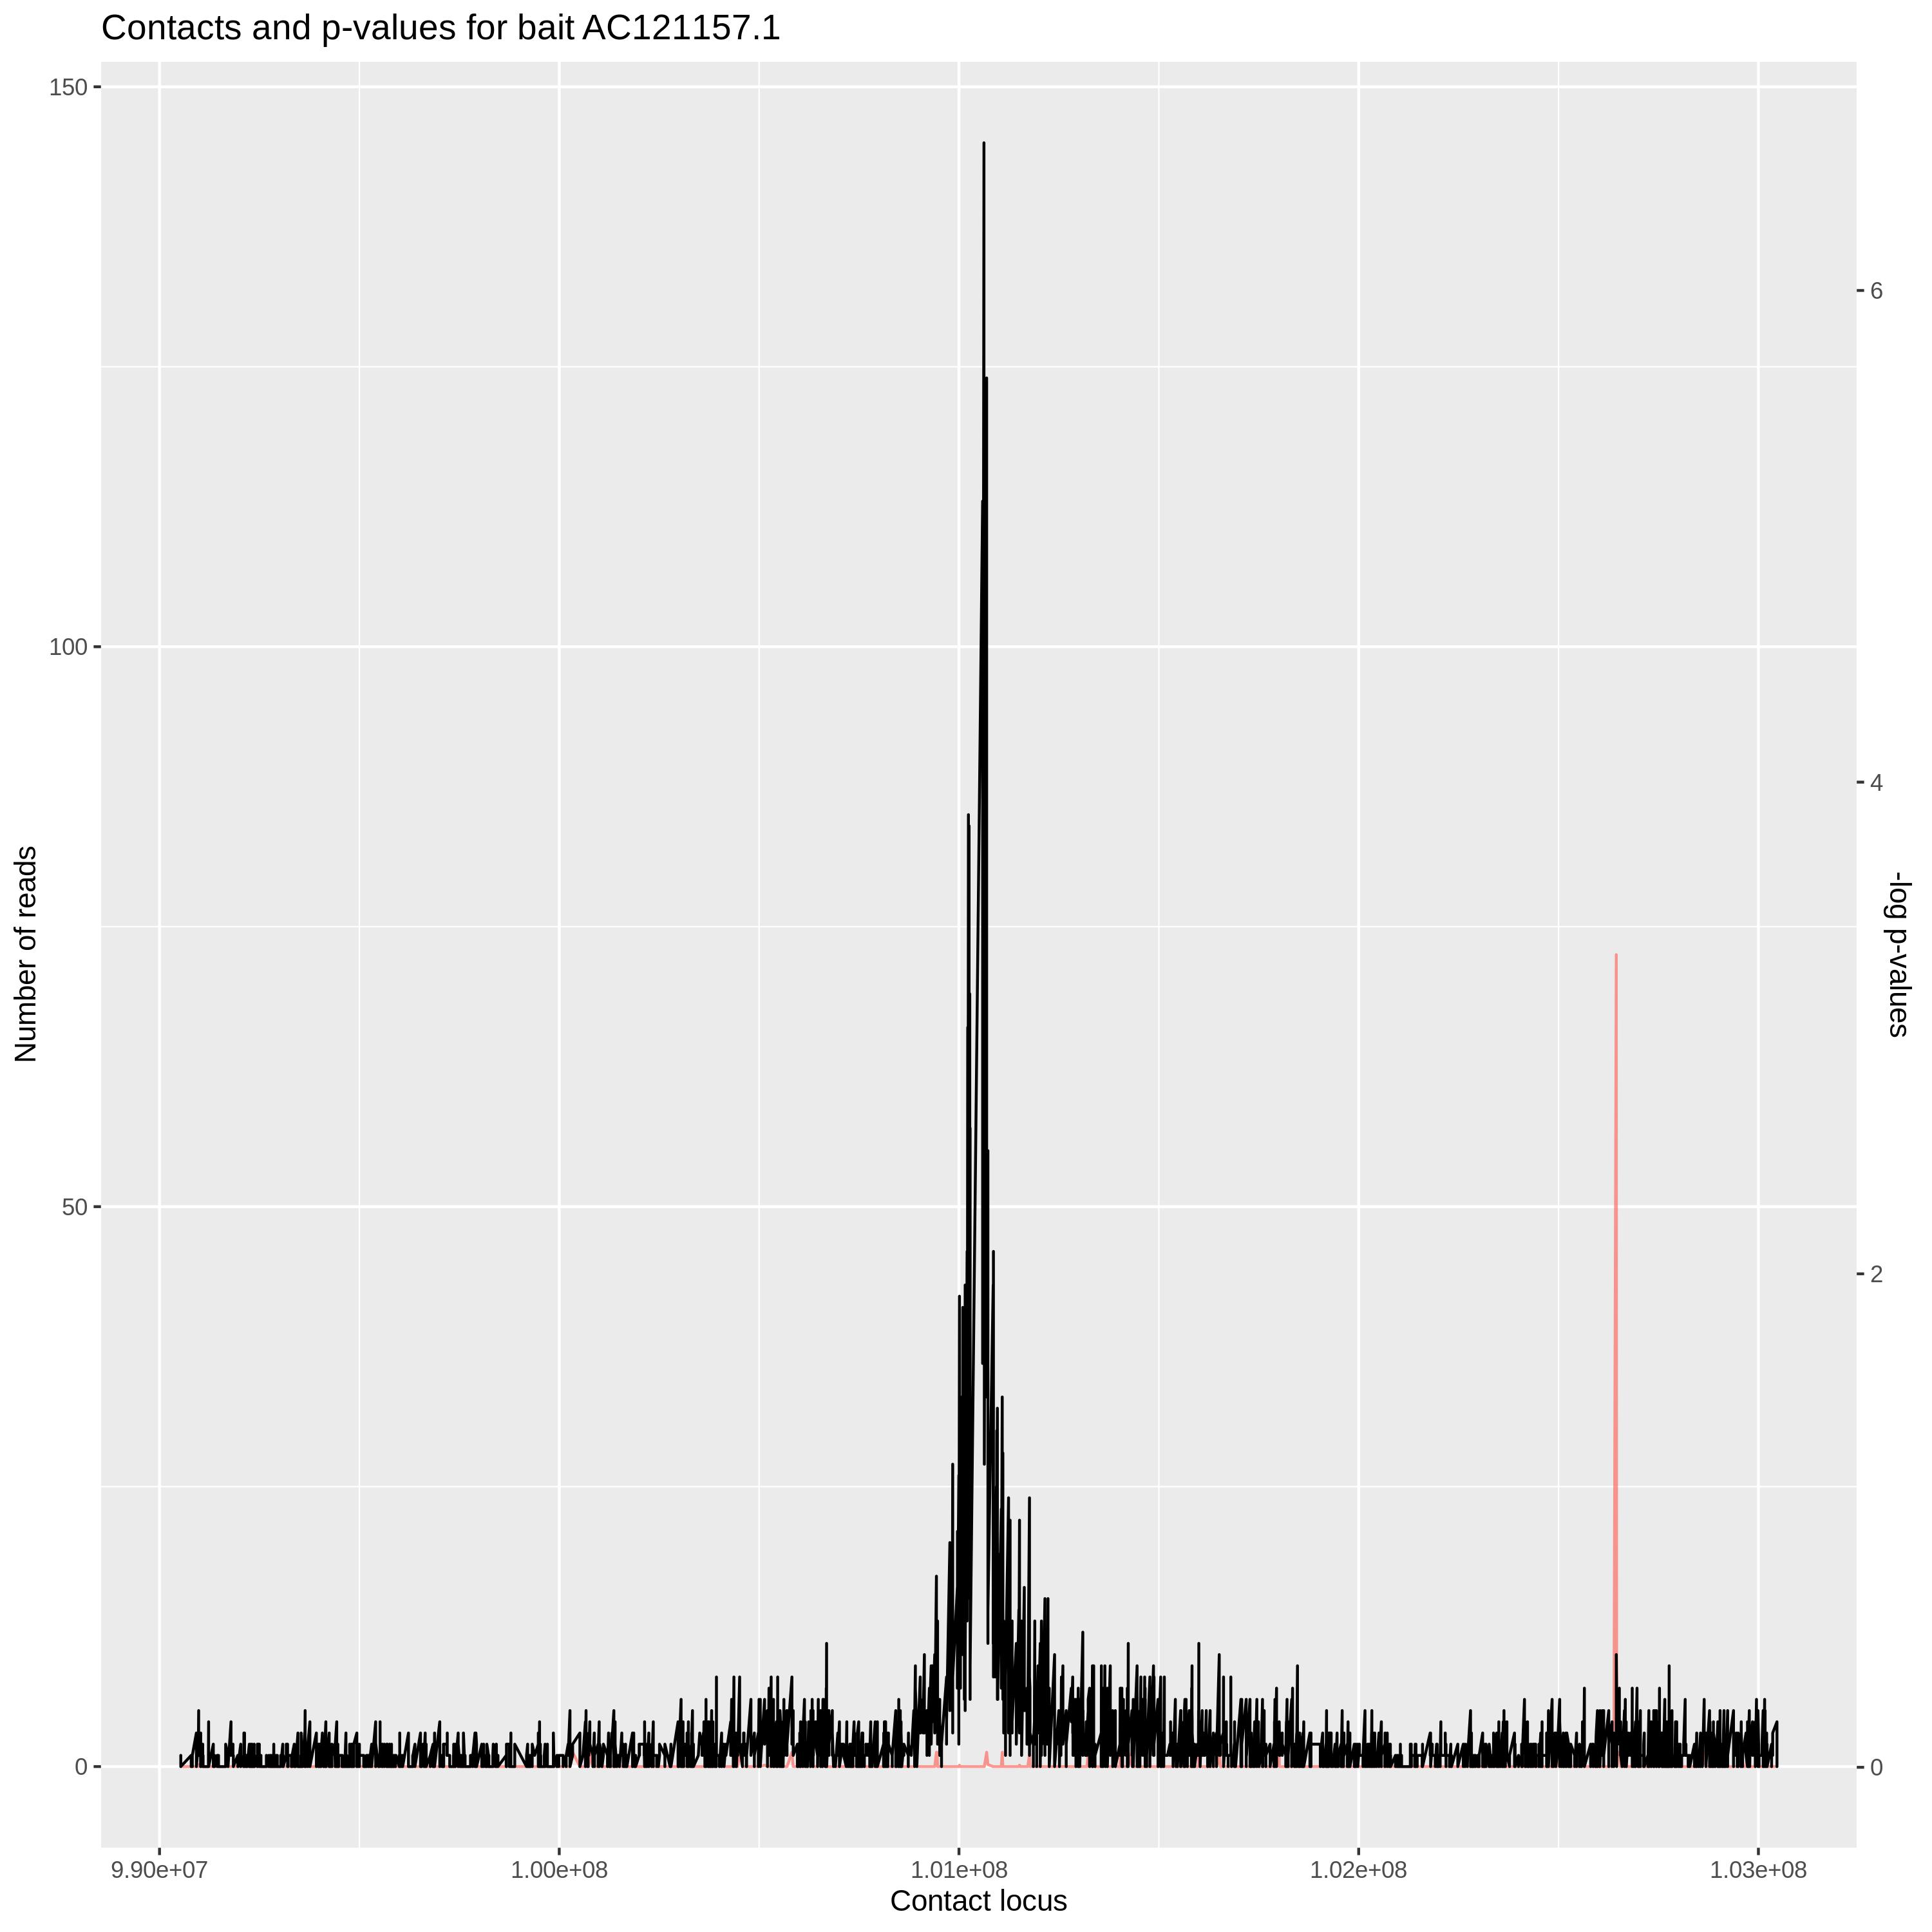 Contacts and p-values for bait AC121157.1
150
100
50
0
Number of reads
6
4
2
0
-log p-values
9.90e+07
1.00e+08
1.01e+08
1.02e+08
1.03e+08
Contact locus